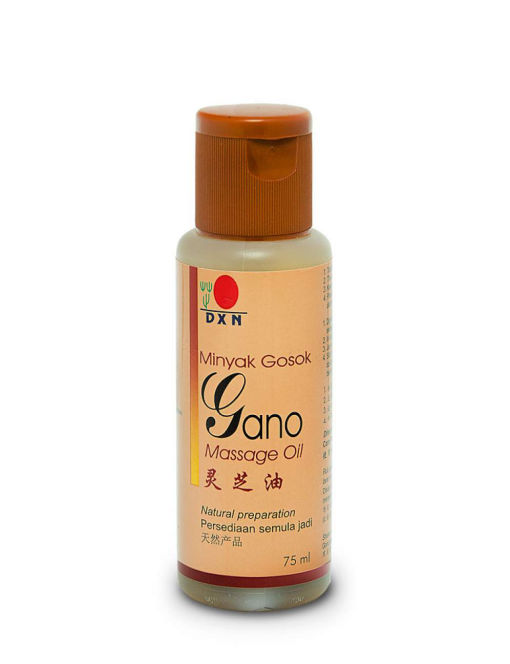 DXN
Minyak Gosok
Gano
Massage Oil
灵芝油
Natural preparation
Persediaan semula jadi
天然产品
75 ml